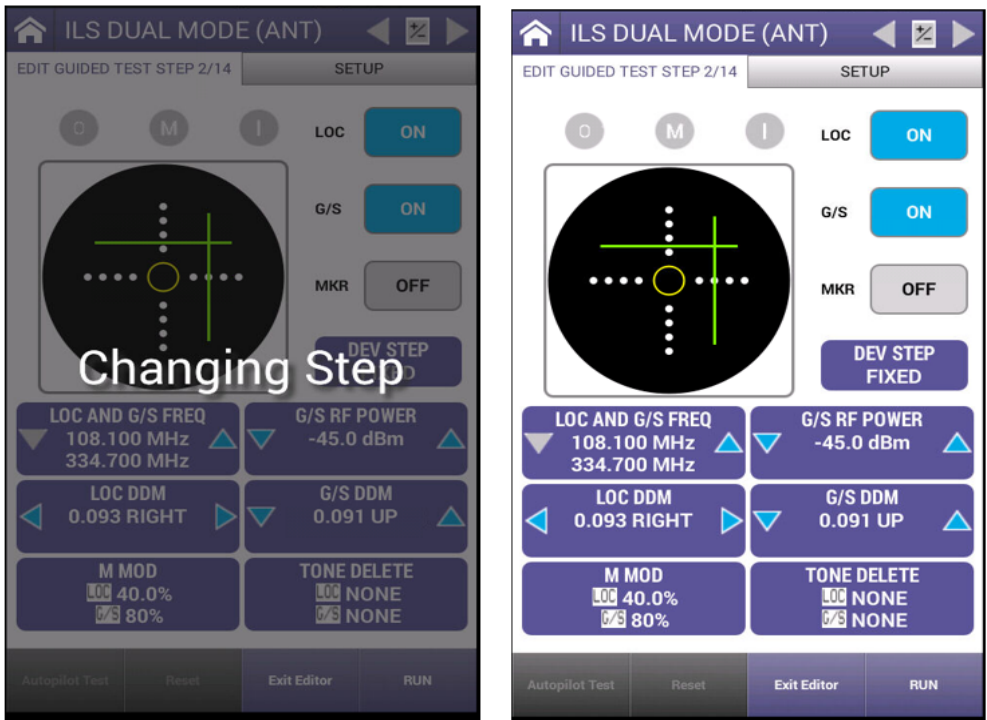 ILS DUAL MODE (ANT)
EDIT GUIDED TEST STEP 2/14
SETUP
O M I
LOC
ON
G/S
ON
MKR
OFF
DEV STEP
FIXED
Changing Step
LOC AND G/S FREQ
108.100 MHz
334.700 MHz
G/S RF POWER
-45.0 dBm
LOC DDM
0.093 RIGHT
G/S DDM
0.091 UP
M MOD
LOC 40.0%
G/S 80%
TONE DELETE
LOC NONE
G/S NONE
Autopilot Test
Reset
Exit Editor
RUN
ILS DUAL MODE (ANT)
EDIT GUIDED TEST STEP 2/14
SETUP
O M I
LOC
ON
G/S
ON
MKR
OFF
DEV STEP
FIXED
LOC AND G/S FREQ
108.100 MHz
334.700 MHz
G/S RF POWER
-45.0 dBm
LOC DDM
0.093 RIGHT
G/S DDM
0.091 UP
M MOD
LOC 40.0%
G/S 80%
TONE DELETE
LOC NONE
G/S NONE
Autopilot Test
Reset
Exit Editor
RUN